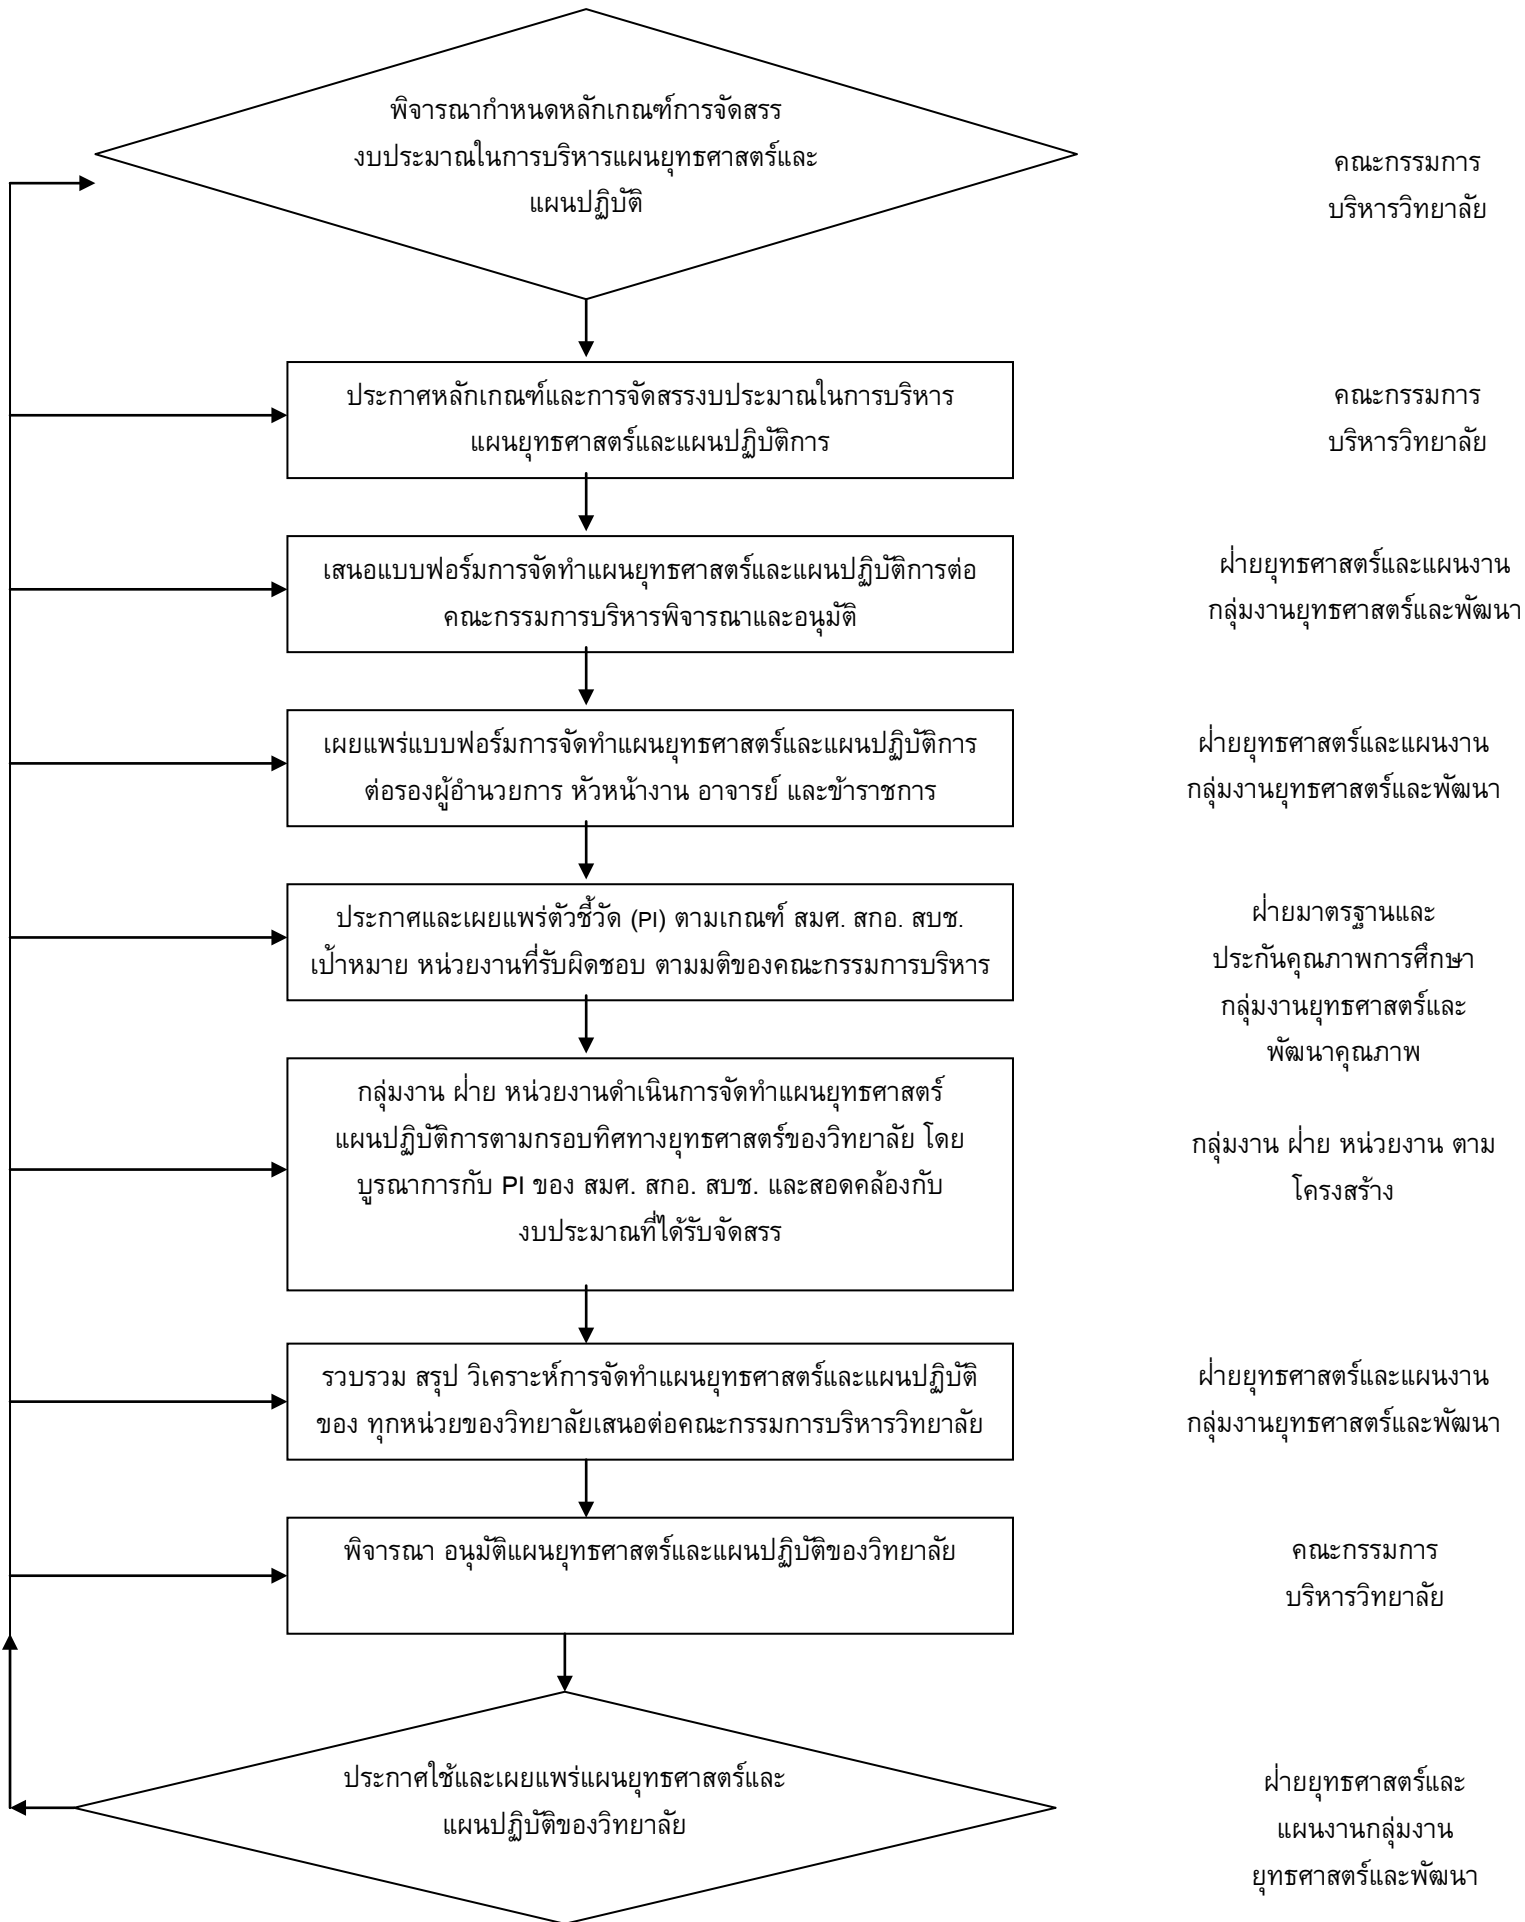 พิจารณากำหนดหลักเกณฑ์การจัดสรร
งบประมาณในการบริหารแผนยุทธศาสตร์และ
แผนปฏิบัติ
คณะกรรมการ
บริหารวิทยาลัย
ประกาศหลักเกณฑ์และการจัดสรรงบประมาณในการบริหาร
แผนยุทธศาสตร์และแผนปฏิบัติการ
คณะกรรมการ
บริหารวิทยาลัย
เสนอแบบฟอร์มการจัดทำแผนยุทธศาสตร์และแผนปฏิบัติการต่อ
คณะกรรมการบริหารพิจารณาและอนุมัติ
ฝ่ายยุทธศาสตร์และแผนงาน
กลุ่มงานยุทธศาสตร์และพัฒนา
เผยแพร่แบบฟอร์มการจัดทำแผนยุทธศาสตร์และแผนปฏิบัติการ
ต่อรองผู้อำนวยการ หัวหน้างาน อาจารย์ และข้าราชการ
ฝ่ายยุทธศาสตร์และแผนงาน
กลุ่มงานยุทธศาสตร์และพัฒนา
ประกาศและเผยแพร่ตัวชี้วัด (PI) ตามเกณฑ์ สมศ. สกอ. สบช.
เป้าหมาย หน่วยงานที่รับผิดชอบ ตามมติของคณะกรรมการบริหาร
ฝ่ายมาตรฐานและ
ประกันคุณภาพการศึกษา
กลุ่มงานยุทธศาสตร์และ
พัฒนาคุณภาพ
กลุ่มงาน ฝ่าย หน่วยงานดำเนินการจัดทำแผนยุทธศาสตร์
แผนปฏิบัติการตามกรอบทิศทางยุทธศาสตร์ของวิทยาลัย โดย
บูรณาการกับ PI ของ สมศ. สกอ. สบช. และสอดคล้องกับ
งบประมาณที่ได้รับจัดสรร
กลุ่มงาน ฝ่าย หน่วยงาน ตาม
โครงสร้าง
รวบรวม สรุป วิเคราะห์การจัดทำแผนยุทธศาสตร์และแผนปฏิบัติ
ของ ทุกหน่วยของวิทยาลัยเสนอต่อคณะกรรมการบริหารวิทยาลัย
ฝ่ายยุทธศาสตร์และแผนงาน
กลุ่มงานยุทธศาสตร์และพัฒนา
พิจารณา อนุมัติแผนยุทธศาสตร์และแผนปฏิบัติของวิทยาลัย
คณะกรรมการ
บริหารวิทยาลัย
ประกาศใช้และเผยแพร่แผนยุทธศาสตร์และ
แผนปฏิบัติของวิทยาลัย
ฝ่ายยุทธศาสตร์และ
แผนงานกลุ่มงาน
ยุทธศาสตร์และพัฒนา